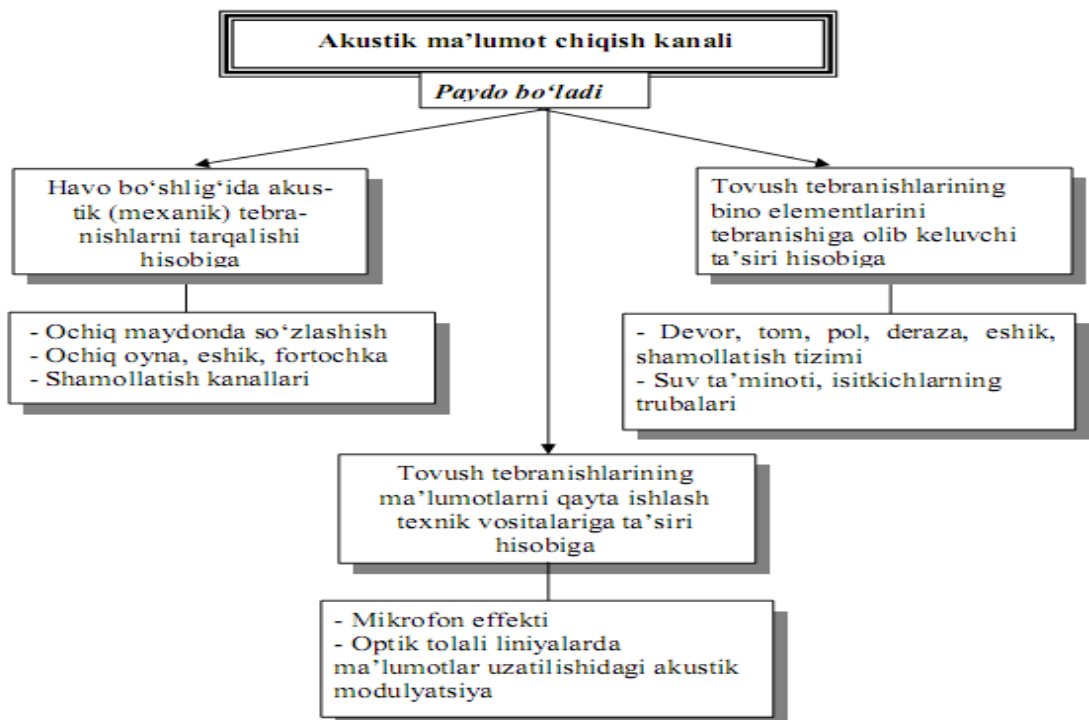 Akustik ma’lumot chiqish kanali
Paydo bo‘ladi
Havo bo‘shlig‘ida akus-
tik (mexanik) tebra-
nishlarni tarqalishi
hisobiga
- Ochiq maydonda so‘zlashish
- Ochiq oyna, eshik, fortochka
- Shamollatish kanallari
Tovush tebranishlarining
bino elementlarini
tebranishiga olib keluvchi
ta’siri hisobiga
- Devor, tom, pol, deraza, eshik,
shamollatish tizimi
- Suv ta’minoti, isitkichlarning
trubalari
Tovush tebranishlarining
ma’lumotlarni qayta ishlash
texnik vositalariga ta’siri
hisobiga
- Mikrofon effekti
- Optik tolali liniyalarda
ma’lumotlar uzatilishidagi akustik
modulyatsiya